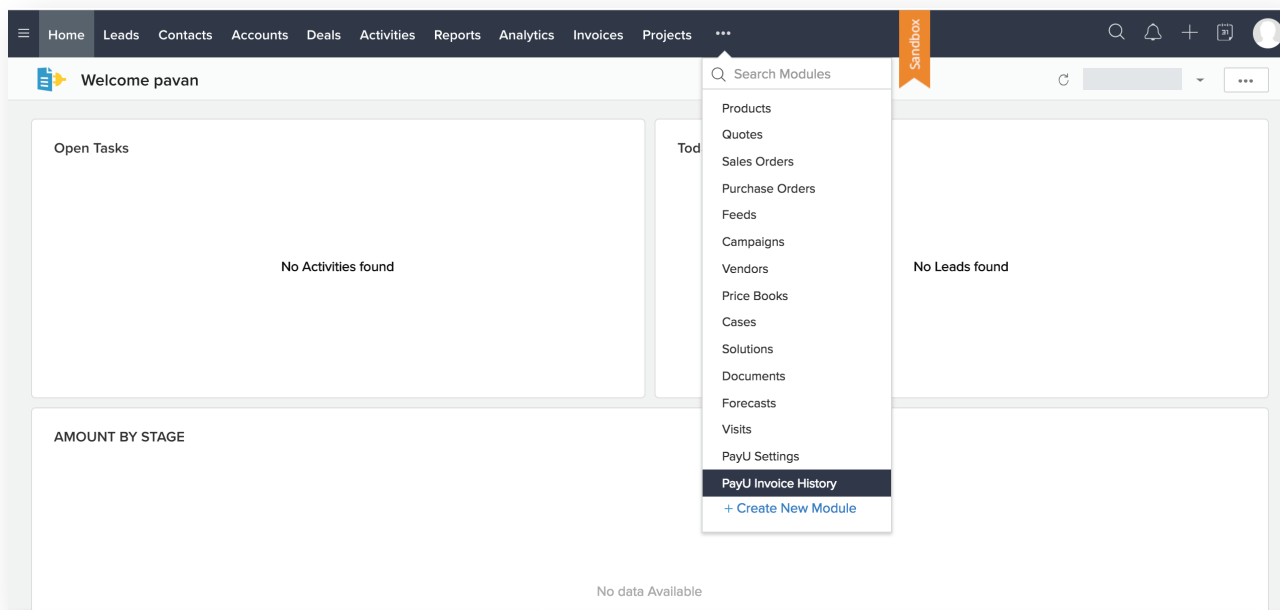 Home Leads Contacts Accounts Deals Activities Reports Analytics Invoices Projects •••
Sandbox
31
Welcome pavan
Search Modules
•••
Products
Quotes
Sales Orders
Purchase Orders
Feeds
Campaigns
Vendors
Price Books
Cases
Solutions
Documents
Forecasts
Visits
PayU Settings
PayU Invoice History
+ Create New Module
Open Tasks
No Activities found
Tod
No Leads found
AMOUNT BY STAGE
No data Available